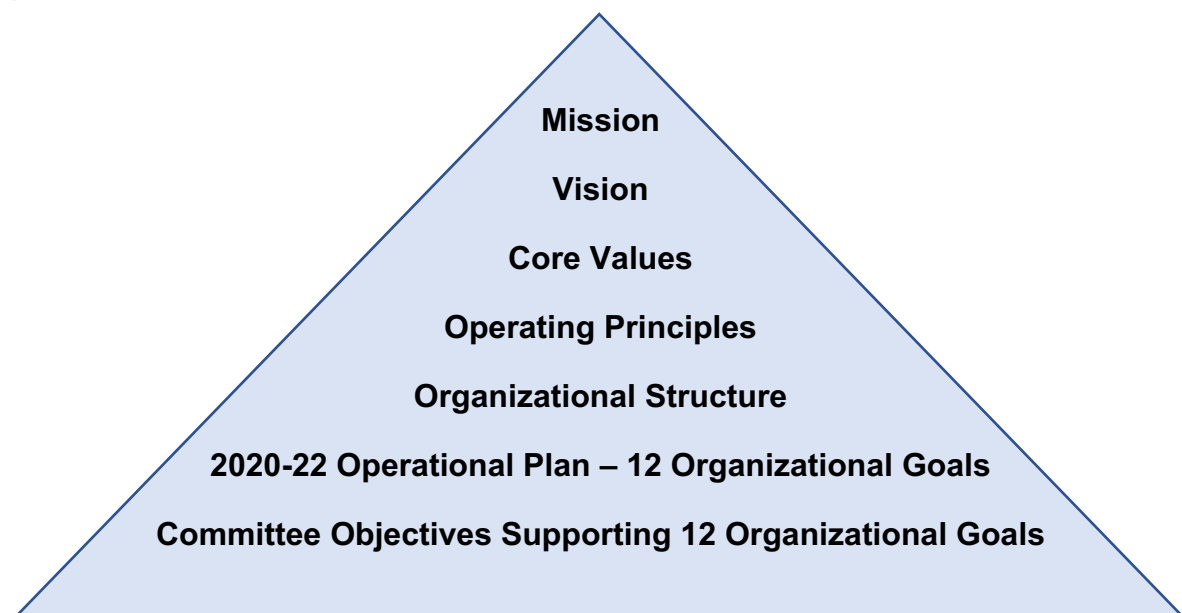 Mission
Vision
Core Values
Operating Principles
Organizational Structure
2020-22 Operational Plan – 12 Organizational Goals
Committee Objectives Supporting 12 Organizational Goals